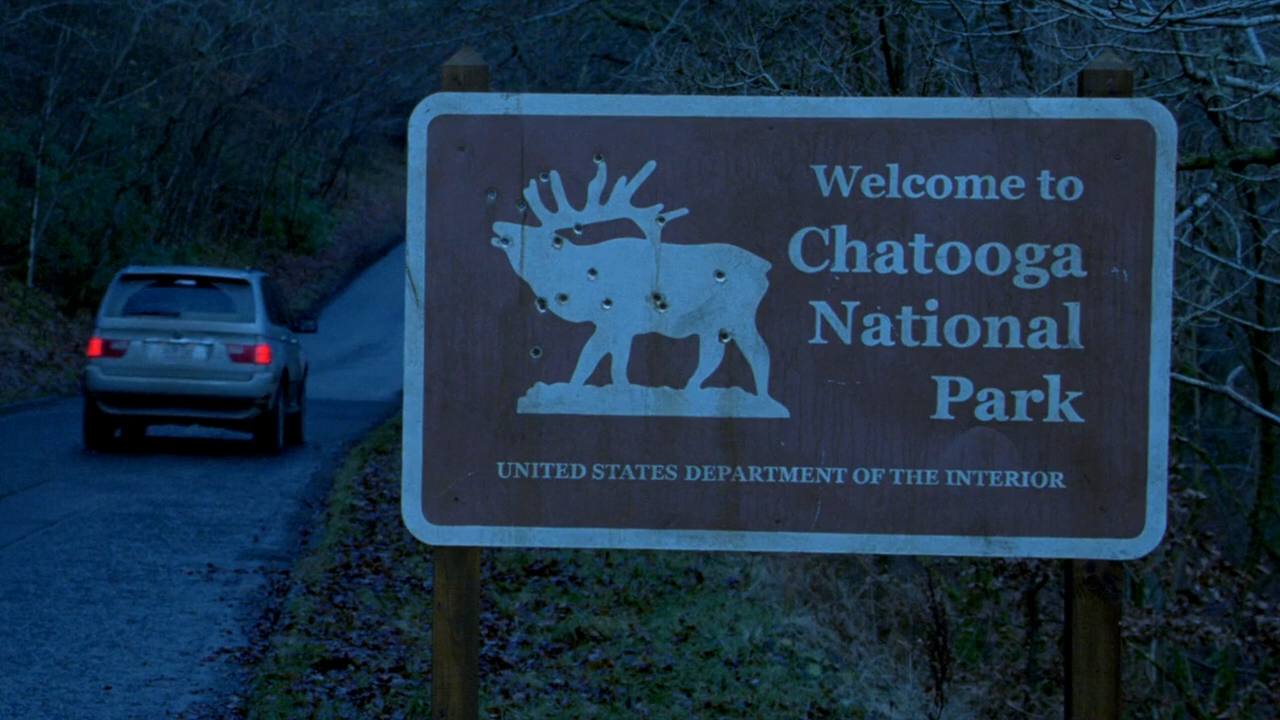 Welcome to
Chatooga
National
Park
UNITED STATES DEPARTMENT OF THE INTERIOR